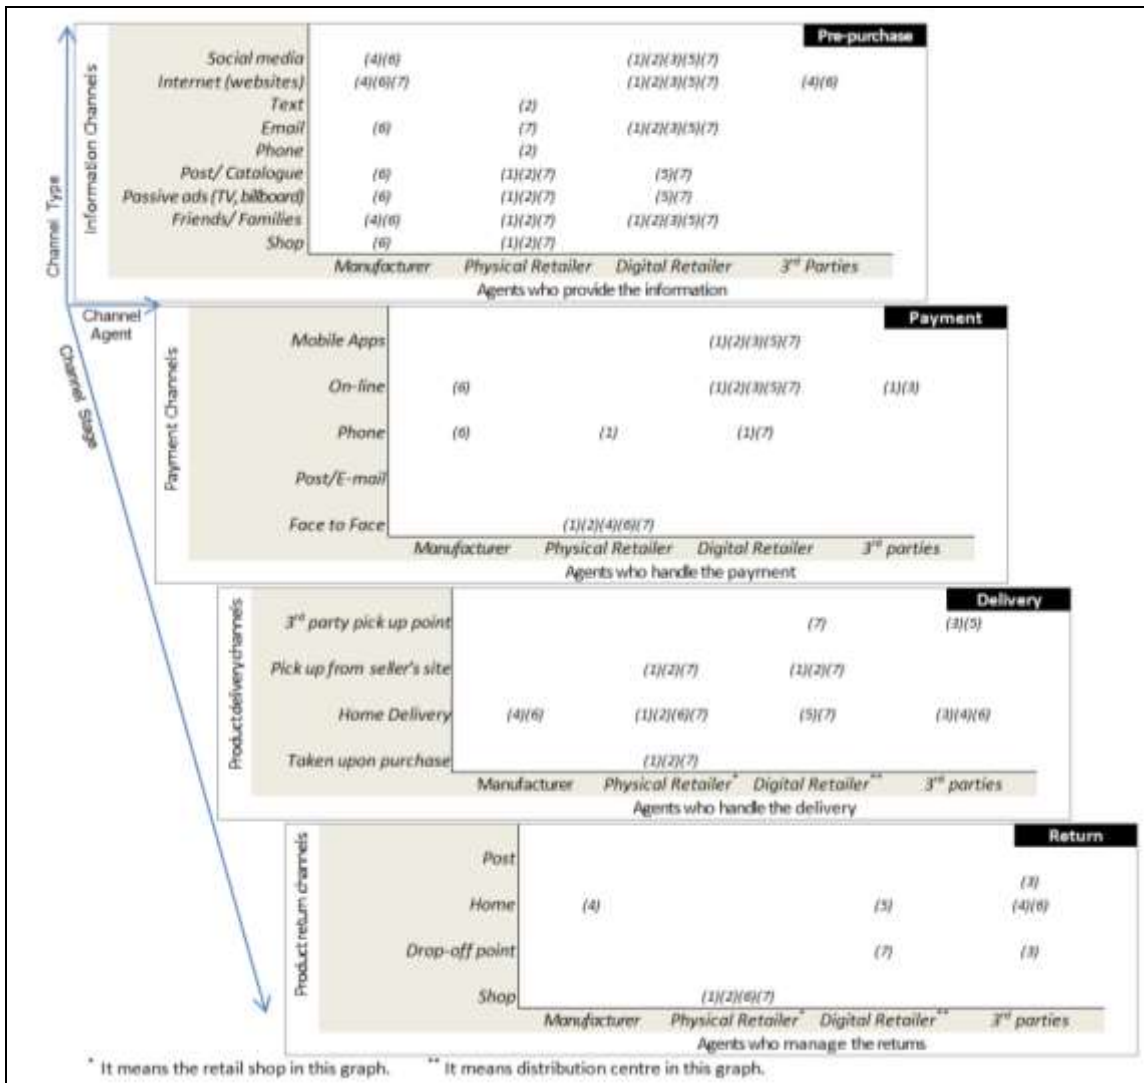 Pre-purchase
Channel Type
Information Channels
Social media (4)(6) (1)(2)(3)(5)(7)
Internet (websites) (4)(6)(7) (1)(2)(3)(5)(7) (4)(6)
Text (2)
Email (6) (7) (1)(2)(3)(5)(7)
Phone (2)
Post/ Catalogue (6) (1)(2)(7) (5)(7)
Passive ads (TV, billboard) (6) (1)(2)(7) (5)(7)
Friends/ Families (4)(6) (1)(2)(7) (1)(2)(3)(5)(7)
Shop (6) (1)(2)(7)
Manufacturer Physical Retailer Digital Retailer 3rd Parties
Agents who provide the information
Channel
Agent
Channel Stage
Payment
Payment Channels
Mobile Apps (1)(2)(3)(5)(7)
On-line (6) (1)(2)(3)(5)(7) (1)(3)
Phone (6) (1) (1)(7)
Post/E-mail
Face to Face (1)(2)(4)(6)(7)
Manufacturer Physical Retailer Digital Retailer 3rd parties
Agents who handle the payment
Delivery
Product delivery channels
3rd party pick up point (7) (3)(5)
Pick up from seller's site (1)(2)(7) (1)(2)(7)
Home Delivery (4)(6) (1)(2)(6)(7) (5)(7) (3)(4)(6)
Taken upon purchase (1)(2)(7)
Manufacturer Physical Retailer* Digital Retailer** 3rd parties
Agents who handle the delivery
Return
Product return channels
Post
(3)
Home (4) (5) (4)(6)
Drop-off point (7) (3)
Shop (1)(2)(6)(7)
Manufacturer Physical Retailer* Digital Retailer** 3rd parties
Agents who manage the returns
* It means the retail shop in this graph. ** It means distribution centre in this graph.